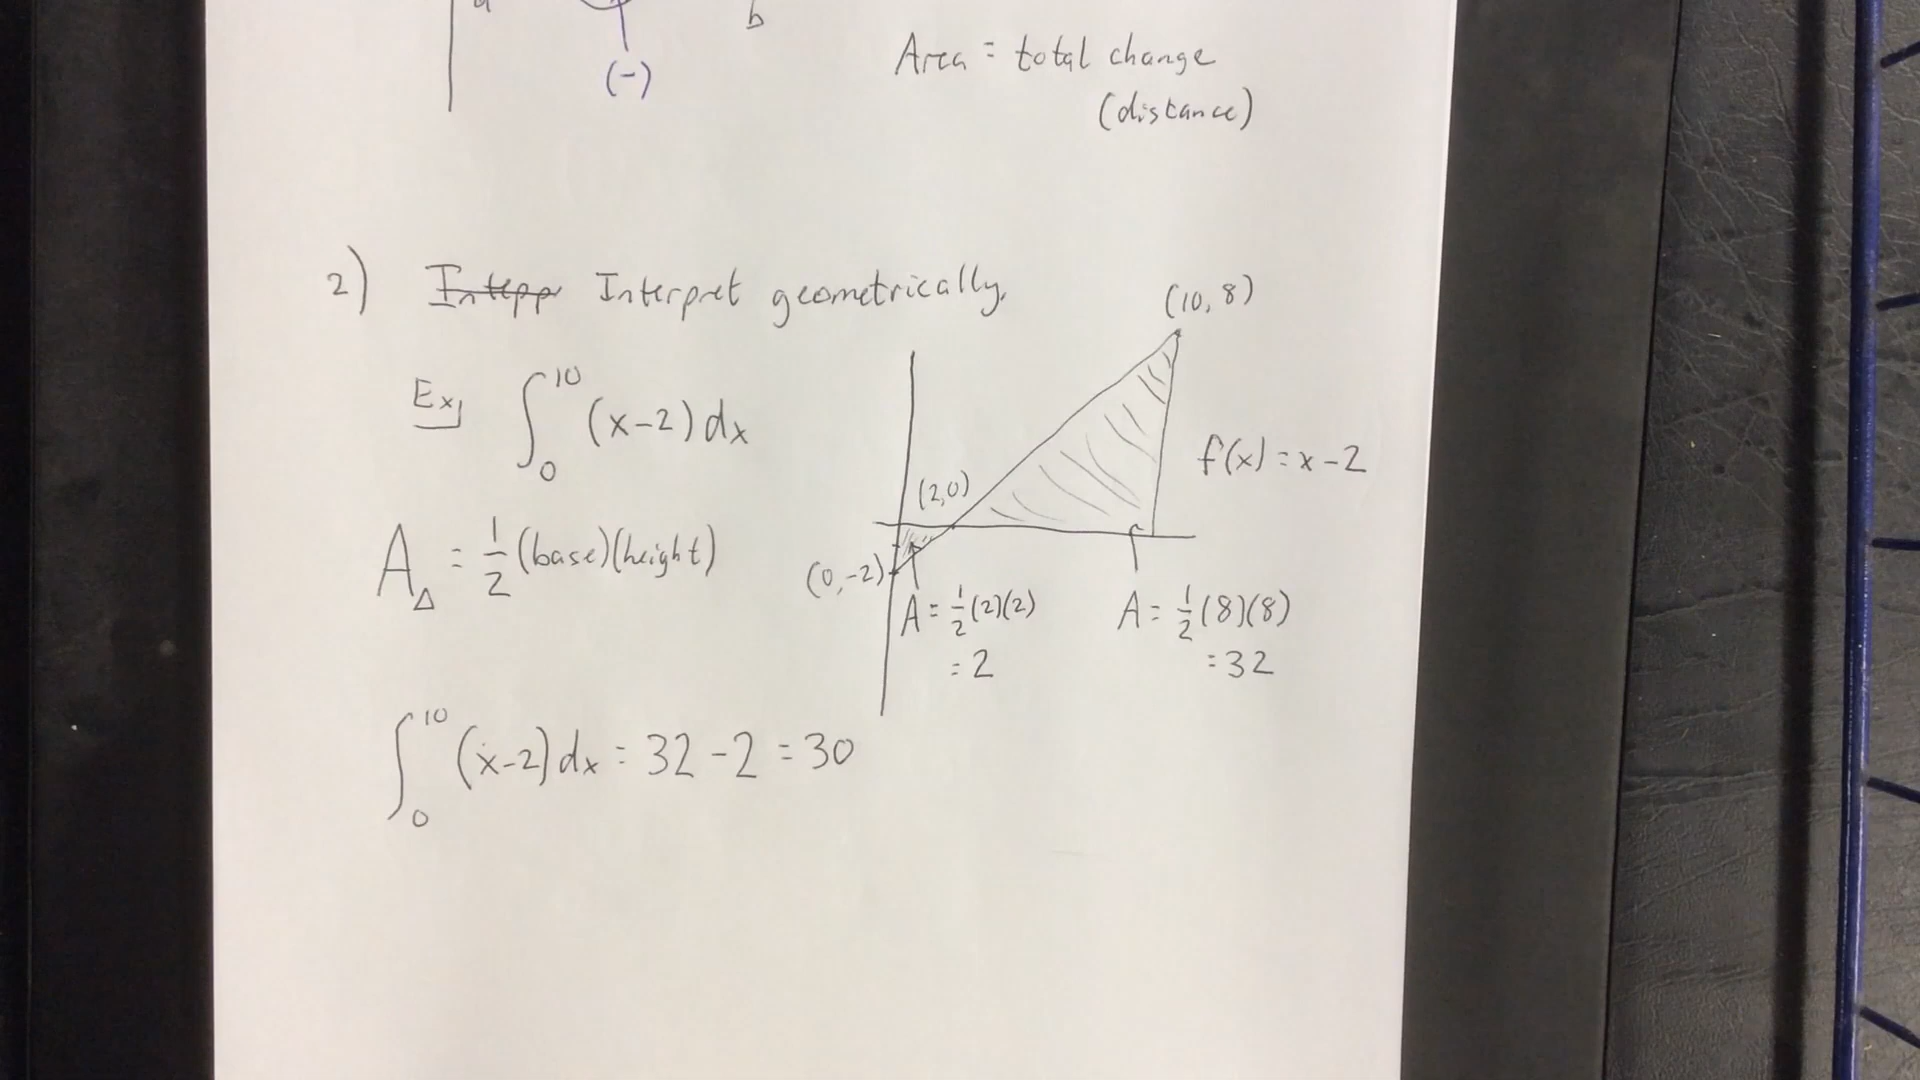 a
b
(-)
Area = total change
(distance)
2) Intepp Interpret geometrically.
(10, 8)
Ex) ∫₀¹⁰ (x-2) dx
f(x) = x - 2
(2,0)
A△ = 1/2 (base)(height)
(0,-2)
A = 1/2 (2)(2)
= 2
A = 1/2 (8)(8)
= 32
∫₀¹⁰ (x-2) dx = 32 - 2 = 30